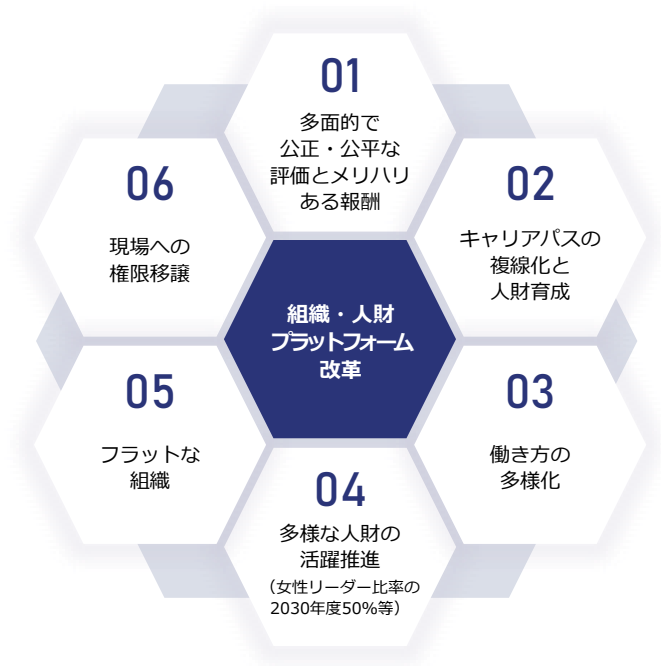 01
多面的で
公正・公平な
評価とメリハリ
ある報酬
02
キャリアパスの
複線化と
人財育成
03
働き方の
多様化
04
多様な人財の
活躍推進
（女性リーダー比率の
2030年度50%等）
05
フラットな
組織
06
現場への
権限移譲
組織・人財
プラットフォーム
改革